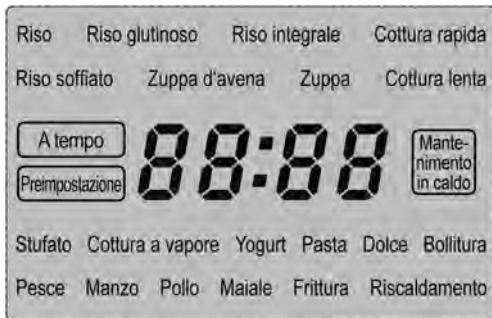 Riso Riso glutinoso Riso integrale Cottura rapida
Riso soffiato Zuppa d'avena Zuppa Cottura lenta
A tempo
Preimpostazione
88:88
Mante-
nimento
in caldo
Stufato Cottura a vapore Yogurt Pasta Dolce Bollitura
Pesce Manzo Pollo Maiale Frittura Riscaldamento